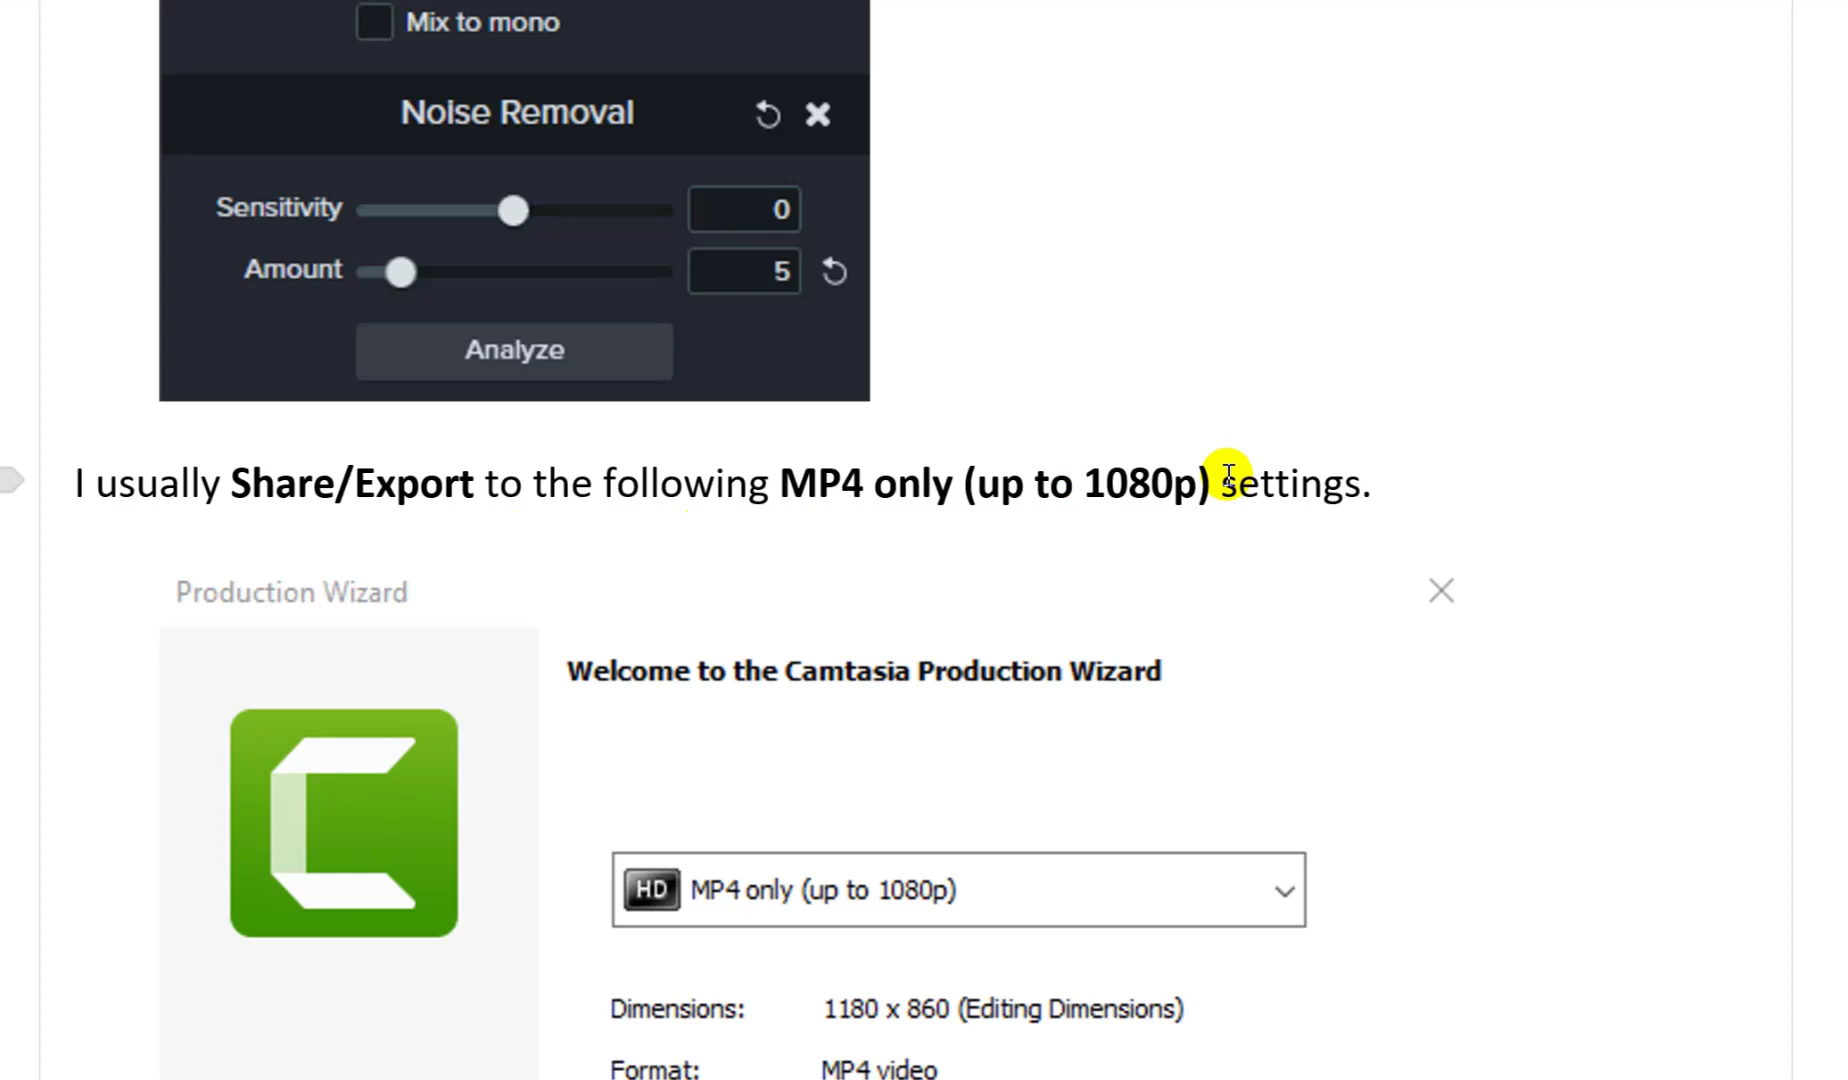 Mix to mono
Noise Removal
Sensitivity 0
Amount 5
Analyze
I usually Share/Export to the following MP4 only (up to 1080p) settings.
Production Wizard
Welcome to the Camtasia Production Wizard
HD MP4 only (up to 1080p)
Dimensions: 1180 x 860 (Editing Dimensions)
Format: MP4 video